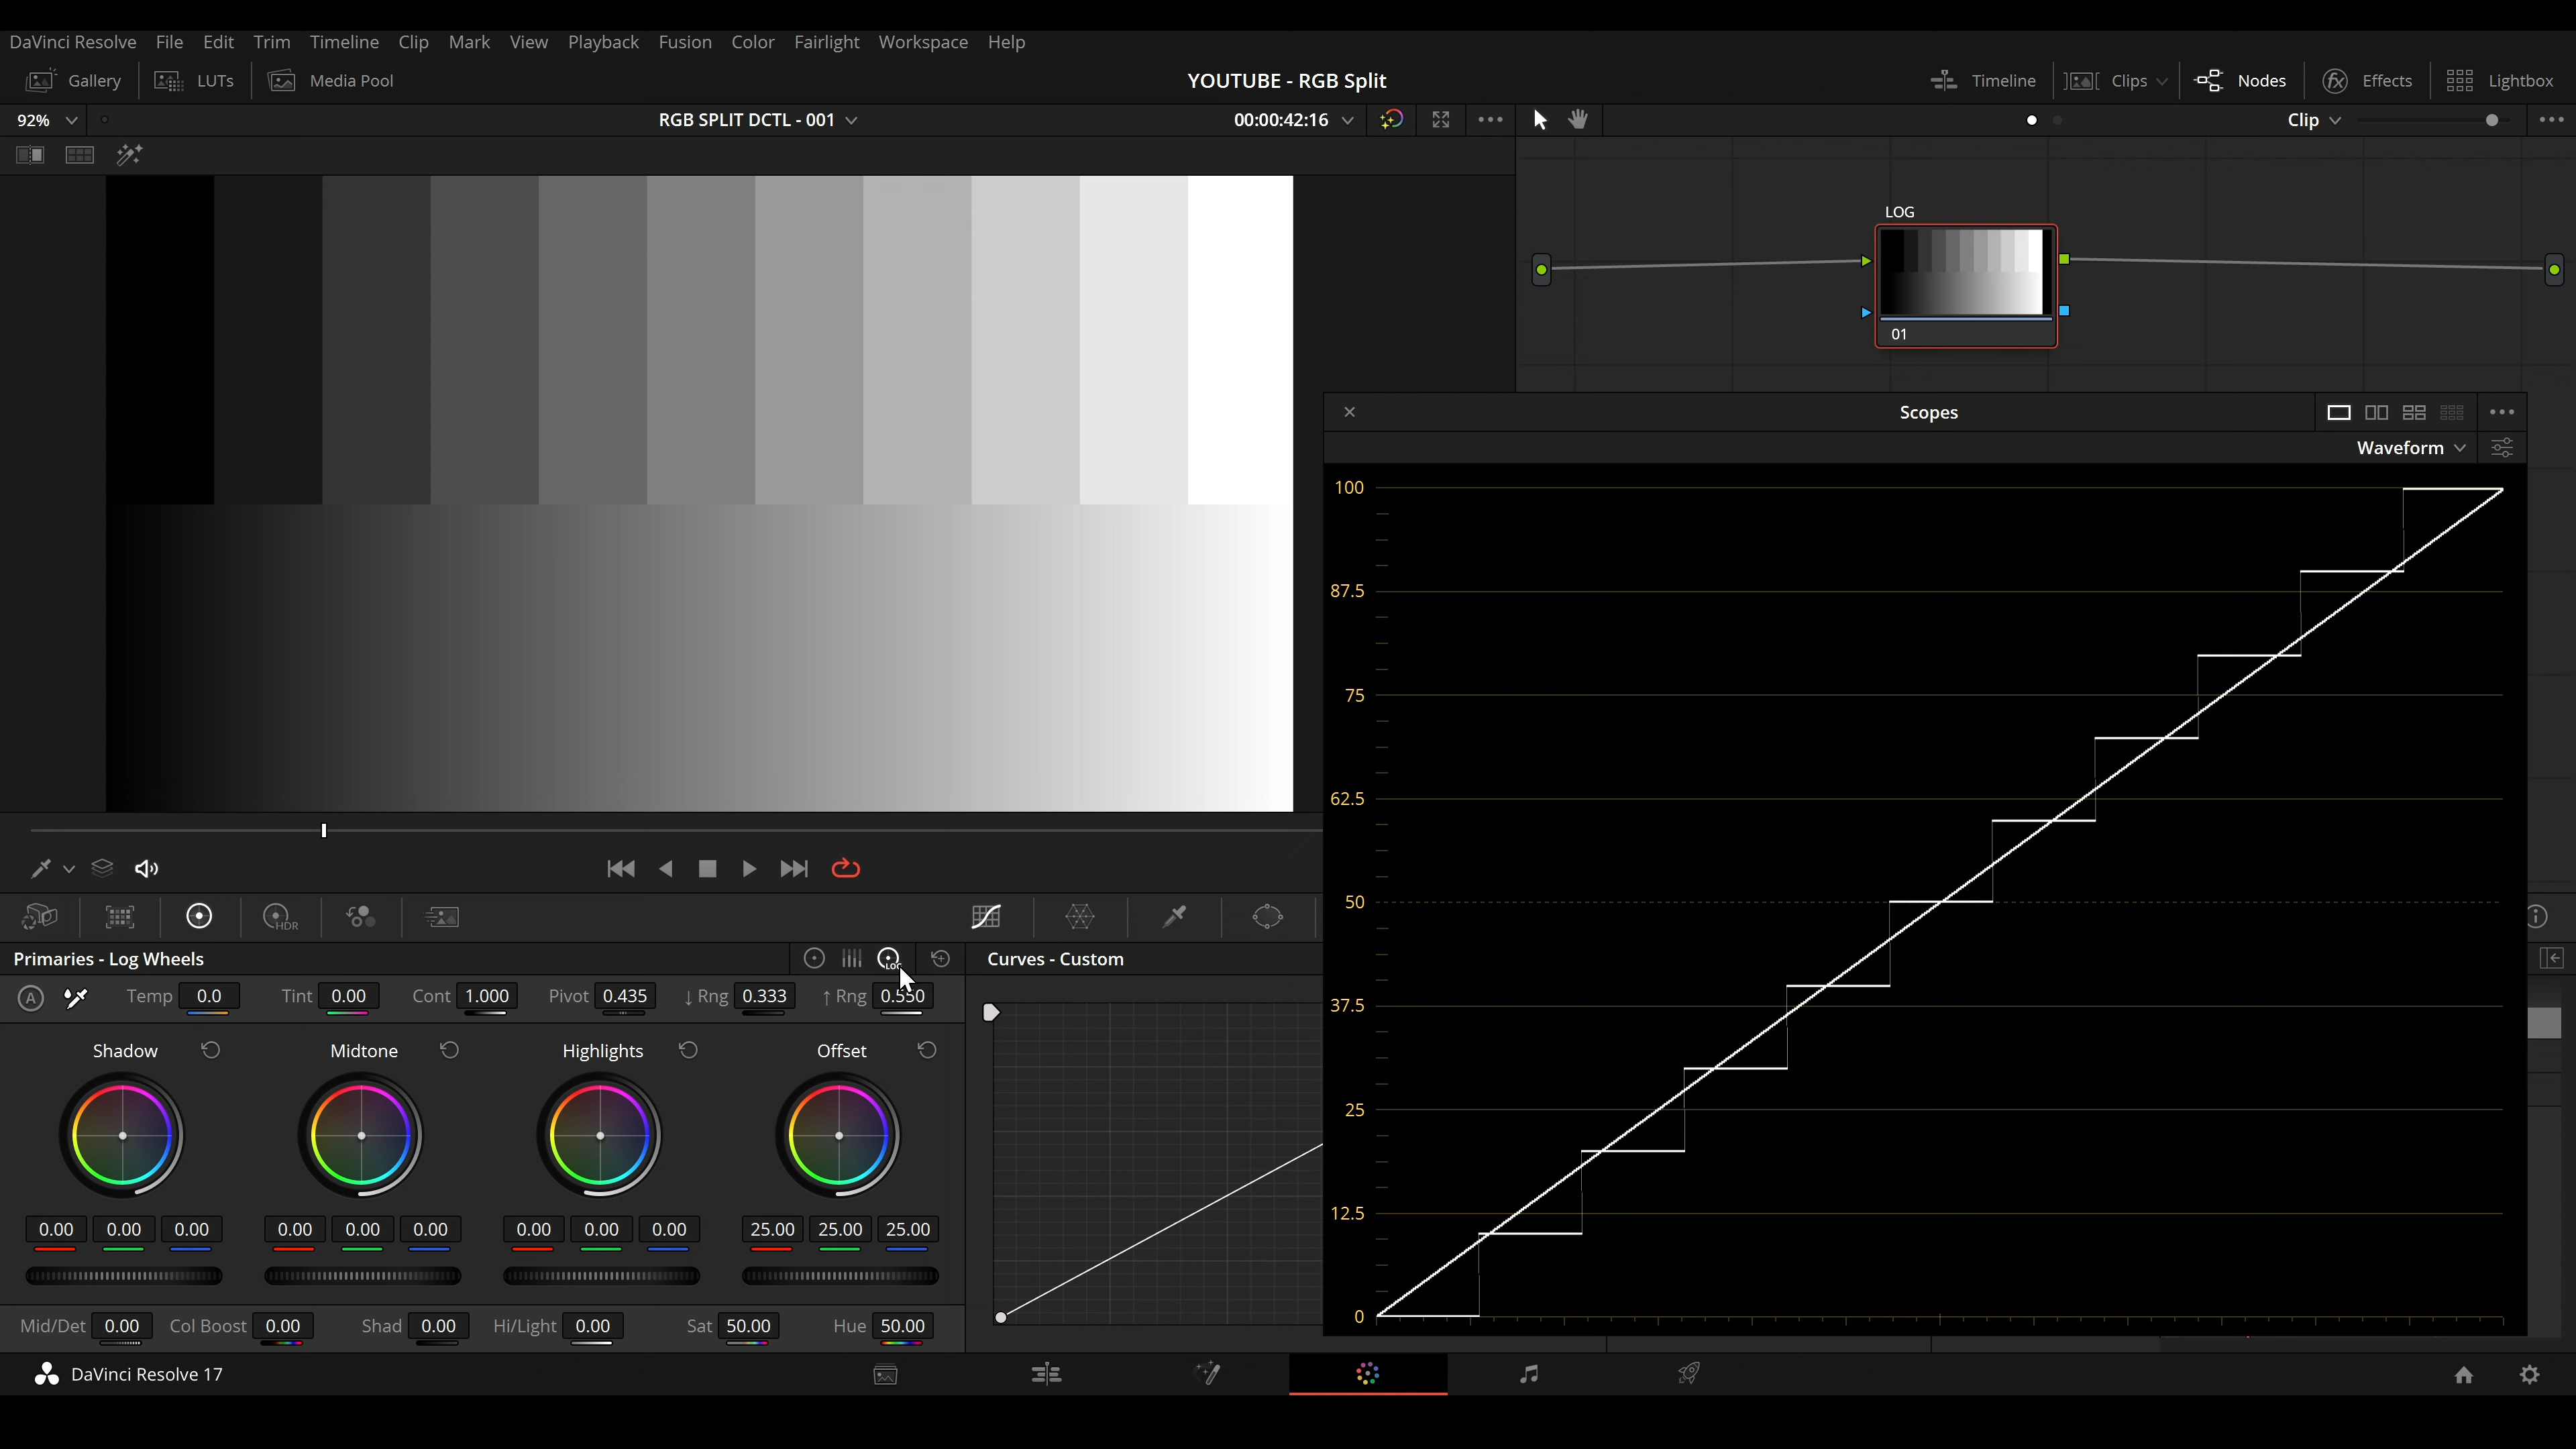 DaVinci Resolve File Edit Trim Timeline Clip Mark View Playback Fusion Color Fairlight Workspace Help
Gallery LUTs Media Pool YOUTUBE - RGB Split Timeline Clips Nodes fx Effects Lightbox
92% RGB SPLIT DCTL - 001 00:00:42:16 Clip
LOG
01
Scopes
Waveform
100
87.5
75
62.5
50
37.5
25
12.5
0
HDR
Primaries - Log Wheels LOG Curves - Custom
A Temp 0.0 Tint 0.00 Cont 1.000 Pivot 0.435 ↓ Rng 0.333 ↑ Rng 0.550
Shadow Midtone Highlights Offset
0.00 0.00 0.00 0.00 0.00 0.00 0.00 0.00 0.00 25.00 25.00 25.00
Mid/Det 0.00 Col Boost 0.00 Shad 0.00 Hi/Light 0.00 Sat 50.00 Hue 50.00
DaVinci Resolve 17